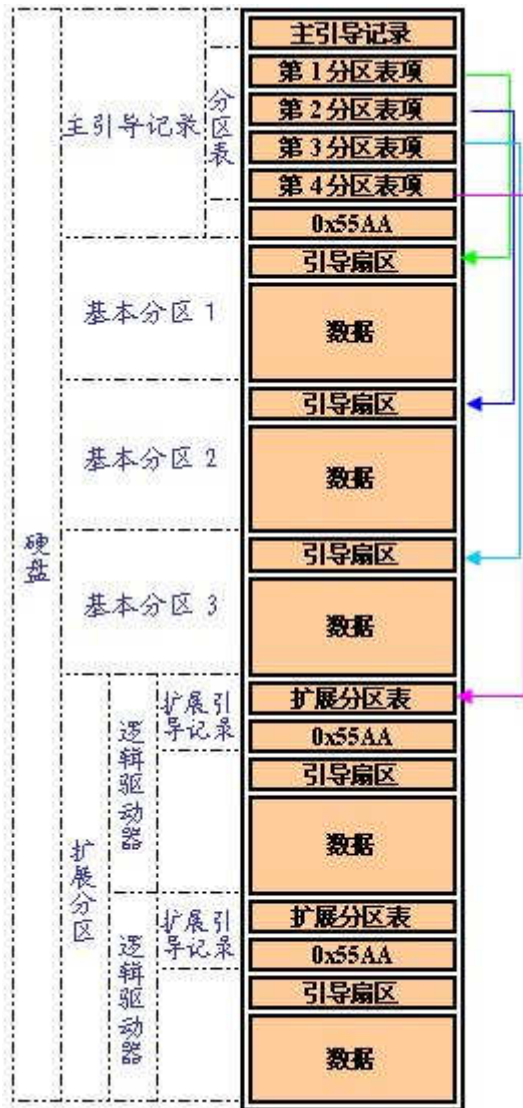 主引导记录
第1分区表项
第2分区表项
第3分区表项
第4分区表项
0x55AA
引导扇区
数据
引导扇区
数据
引导扇区
数据
扩展分区表
0x55AA
引导扇区
数据
扩展分区表
0x55AA
引导扇区
数据
硬盘
主引导记录
分区表
基本分区 1
基本分区 2
基本分区 3
扩展分区
逻辑驱动器
扩展引
导记录
逻辑驱动器
扩展引
导记录